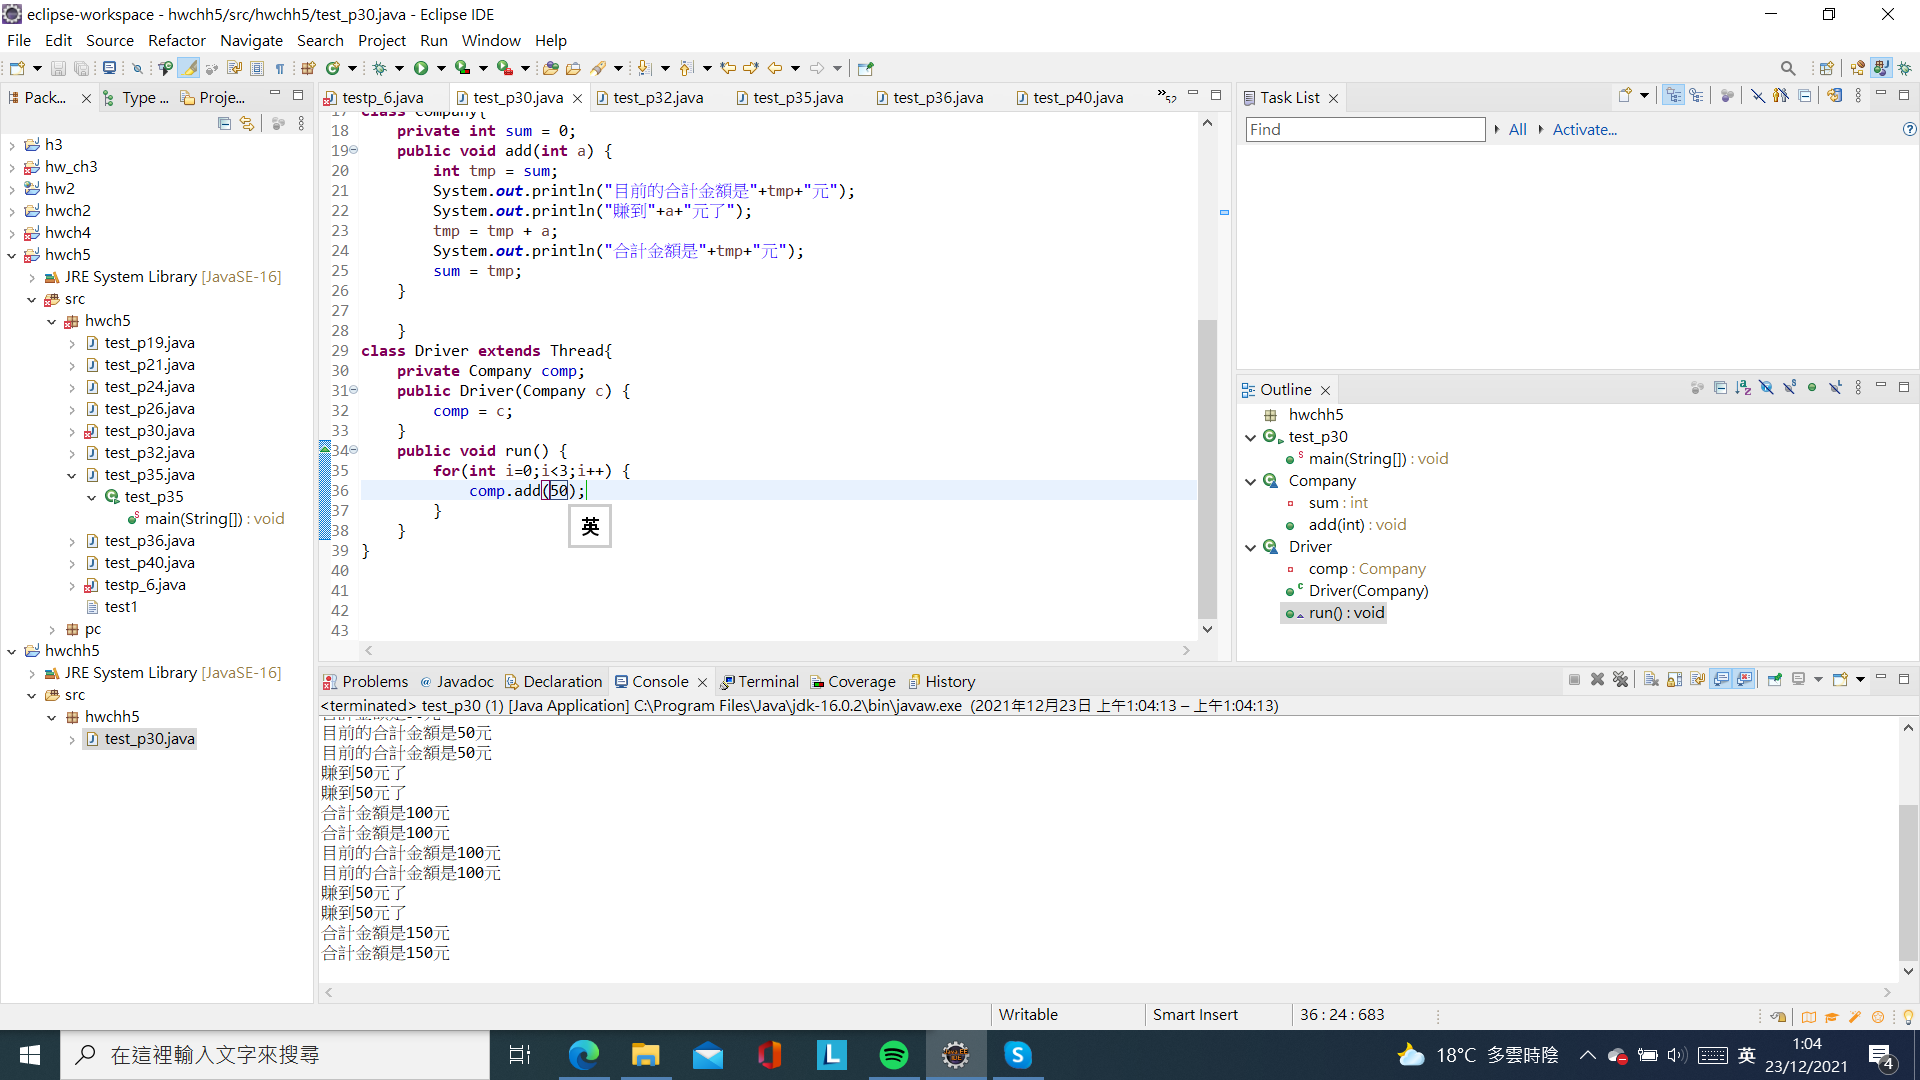 eclipse-workspace - hwchh5/src/hwchh5/test_p30.java - Eclipse IDE
File Edit Source Refactor Navigate Search Project Run Window Help
Pack... Type ... Proje...
h3
hw_ch3
hw2
hwch2
hwch4
hwch5
JRE System Library [JavaSE-16]
src
hwch5
test_p19.java
test_p21.java
test_p24.java
test_p26.java
test_p30.java
test_p32.java
test_p35.java
test_p35
main(String[]) : void
test_p36.java
test_p40.java
testp_6.java
test1
pc
hwchh5
JRE System Library [JavaSE-16]
src
hwchh5
test_p30.java
testp_6.java test_p30.java test_p32.java test_p35.java test_p36.java test_p40.java »52
17 class Company{
18 private int sum = 0;
19 public void add(int a) {
20 int tmp = sum;
21 System.out.println("目前的合計金額是"+tmp+"元");
22 System.out.println("賺到"+a+"元了");
23 tmp = tmp + a;
24 System.out.println("合計金額是"+tmp+"元");
25 sum = tmp;
26 }
27
28 }
29 class Driver extends Thread{
30 private Company comp;
31 public Driver(Company c) {
32 comp = c;
33 }
34 public void run() {
35 for(int i=0;i<3;i++) {
36 comp.add(50);
37 }
38 }
39 }
40
41
42
43
英
Task List
Find All Activate...
Outline
hwchh5
test_p30
main(String[]) : void
Company
sum : int
add(int) : void
Driver
comp : Company
Driver(Company)
run() : void
Problems Javadoc Declaration Console Terminal Coverage History
<terminated> test_p30 (1) [Java Application] C:\Program Files\Java\jdk-16.0.2\bin\javaw.exe (2021年12月23日 上午1:04:13 – 上午1:04:13)
目前的合計金額是50元
目前的合計金額是50元
賺到50元了
賺到50元了
合計金額是100元
合計金額是100元
目前的合計金額是100元
目前的合計金額是100元
賺到50元了
賺到50元了
合計金額是150元
合計金額是150元
Writable Smart Insert 36 : 24 : 683
在這裡輸入文字來搜尋
18°C 多雲時陰
英
1:04
23/12/2021
4